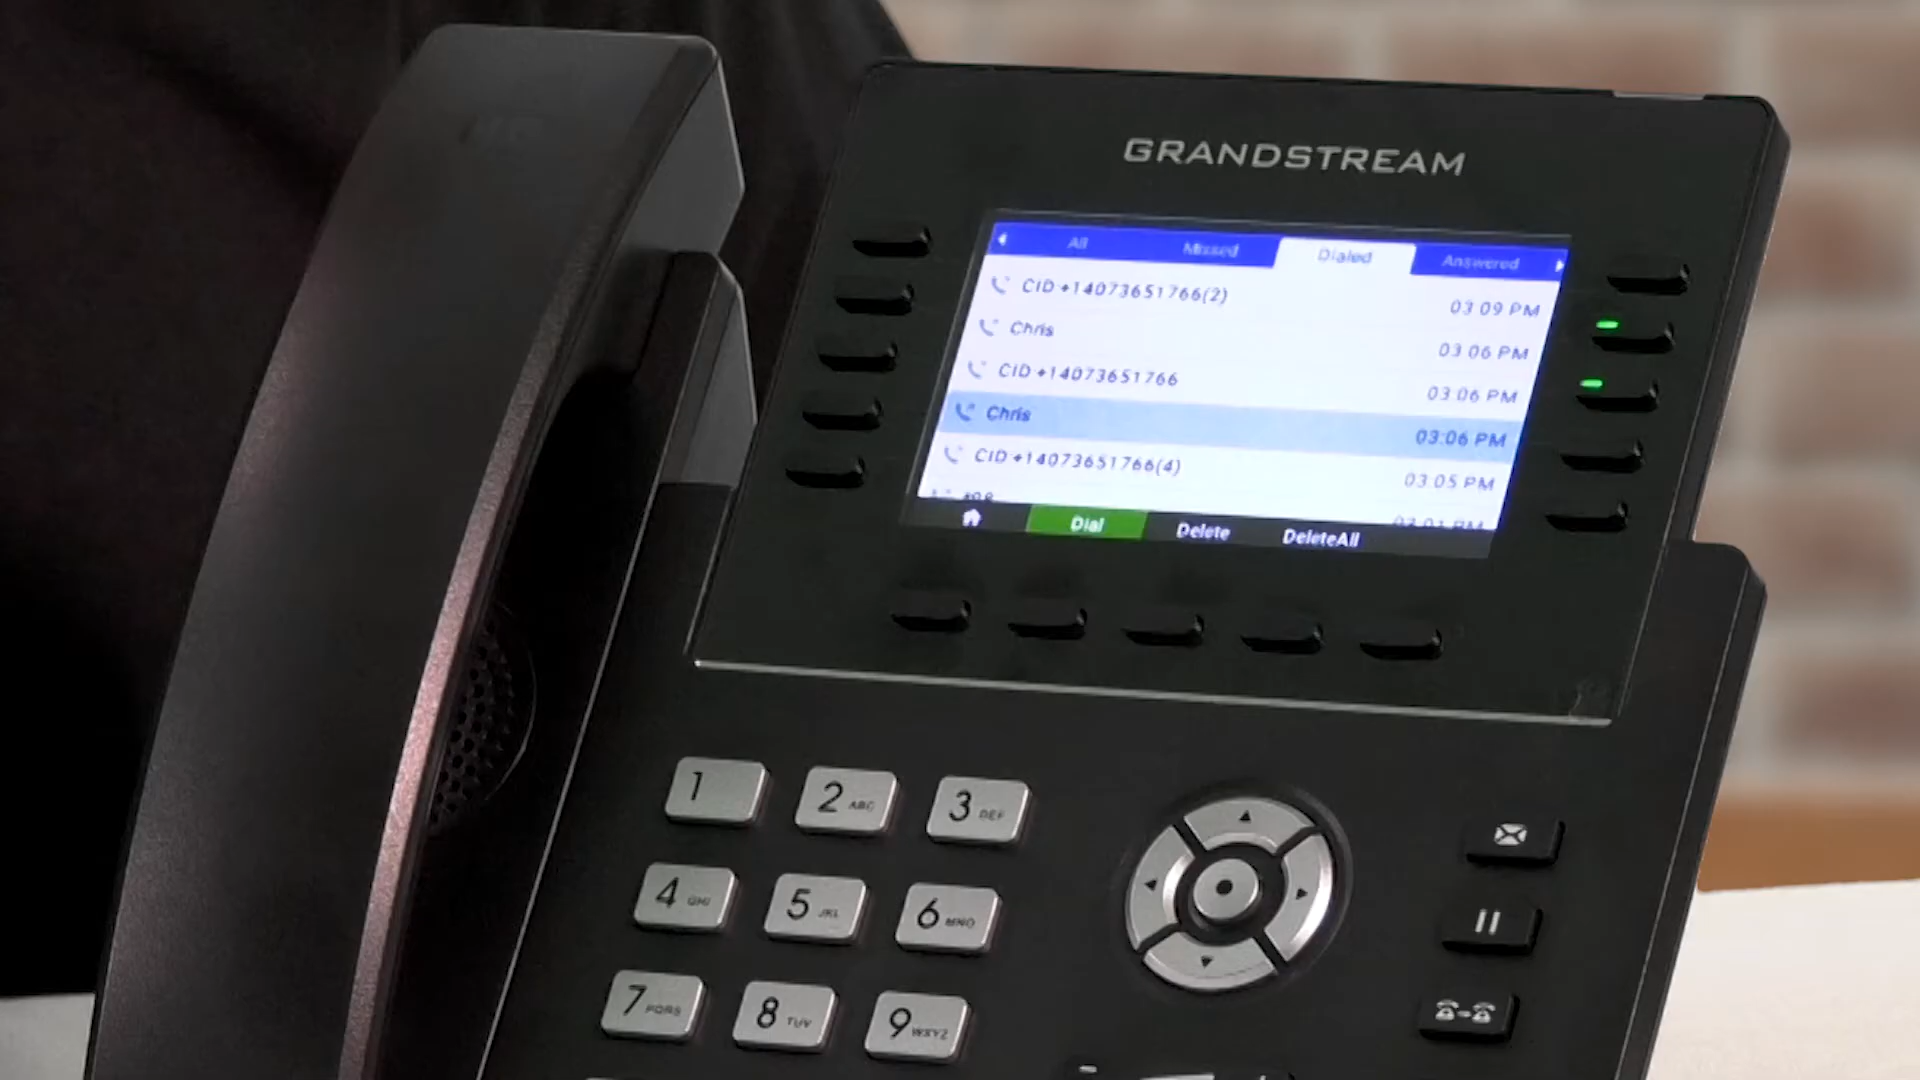 GRANDSTREAM
All Missed Dialed Answered
CID +14073651766(2) 03:09 PM
Chris 03:06 PM
CID +14073651766 03:06 PM
Chris 03:06 PM
CID +14073651766(4) 03:05 PM
Dial Delete DeleteAll
1 2 ABC 3 DEF
4 GHI 5 JKL 6 MNO
7 PQRS 8 TUV 9 WXYZ